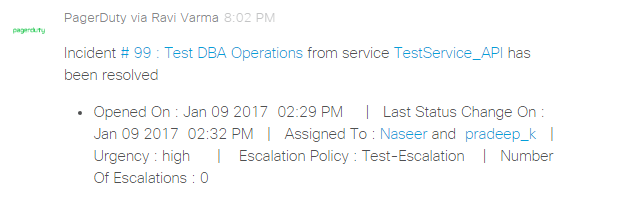 PagerDuty via Ravi Varma 8:02 PM
pagerduty
Incident # 99 : Test DBA Operations from service TestService_API has
been resolved
• Opened On : Jan 09 2017 02:29 PM | Last Status Change On :
Jan 09 2017 02:32 PM | Assigned To : Naseer and pradeep_k |
Urgency : high | Escalation Policy : Test-Escalation | Number
Of Escalations : 0